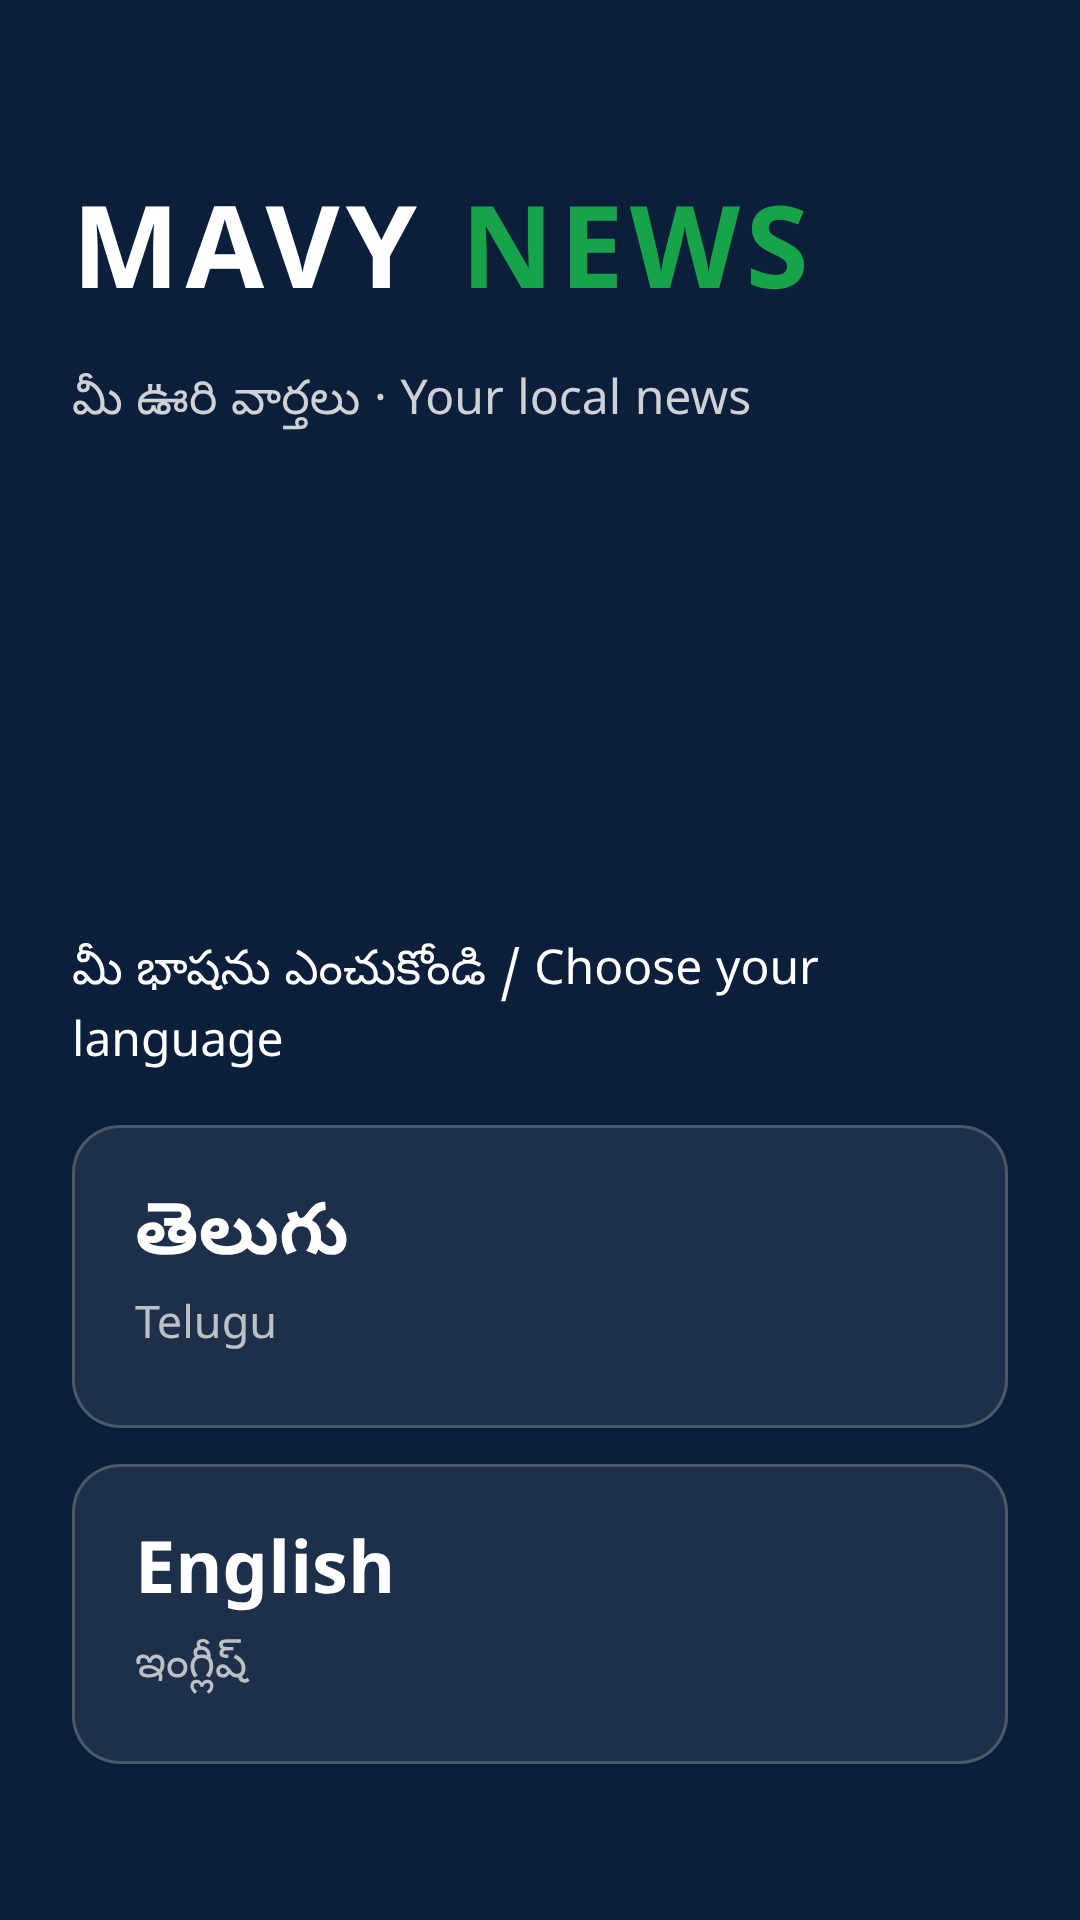 MAVY NEWS
మీ ఊరి వార్తలు · Your local news
మీ భాషను ఎంచుకోండి / Choose your
language
తెలుగు
Telugu
English
ఇంగ్లీష్